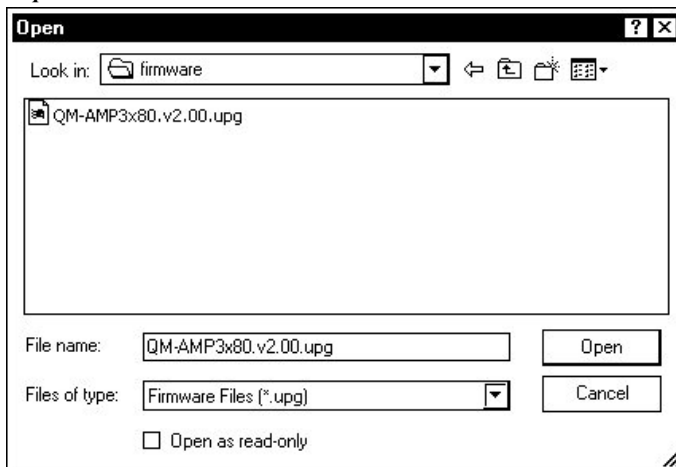 Open
Look in: firmware
QM-AMP3x80.v2.00.upg
File name: QM-AMP3x80.v2.00.upg Open
Files of type: Firmware Files (*.upg) Cancel
Open as read-only